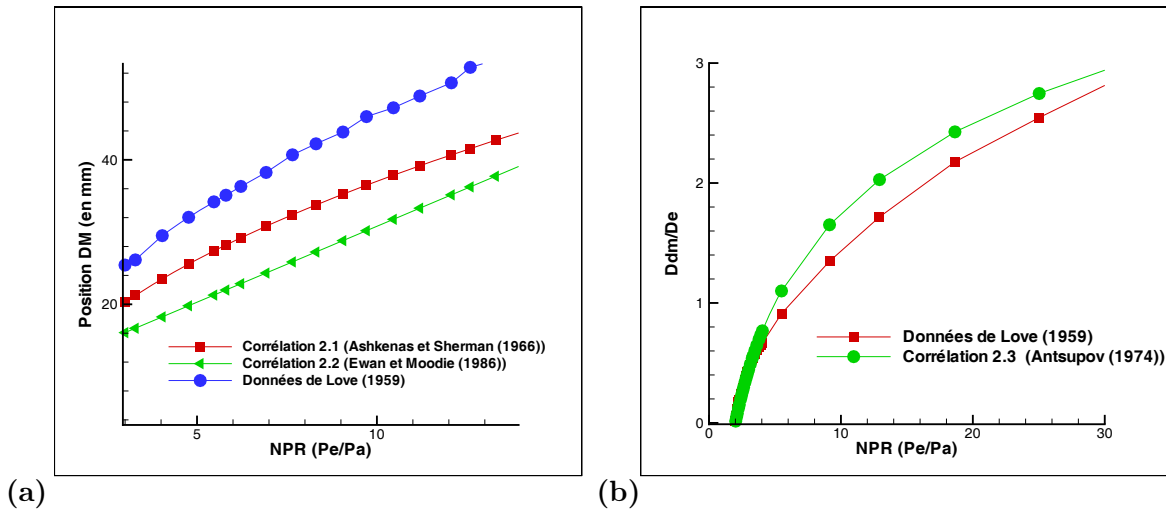 Position DM (en mm)
40
20
5
10
NPR (Pe/Pa)
Corrélation 2.1 (Ashkenas et Sherman (1966))
Corrélation 2.2 (Ewan et Moodie (1986))
Données de Love (1959)
(a)
Ddm/De
3
2
1
0
0
10
20
30
NPR (Pe/Pa)
Données de Love (1959)
Corrélation 2.3 (Antsupov (1974))
(b)